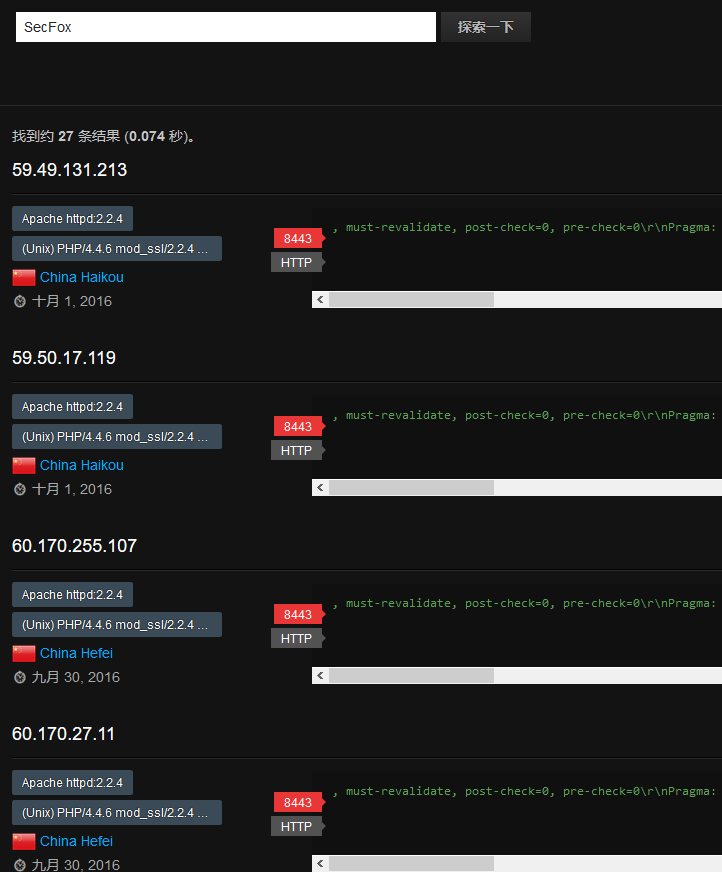 SecFox 探索一下
找到约 27 条结果 (0.074 秒)。
59.49.131.213
Apache httpd:2.2.4
(Unix) PHP/4.4.6 mod_ssl/2.2.4 ...
China Haikou
十月 1, 2016
8443
HTTP
, must-revalidate, post-check=0, pre-check=0\r\nPragma:
59.50.17.119
Apache httpd:2.2.4
(Unix) PHP/4.4.6 mod_ssl/2.2.4 ...
China Haikou
十月 1, 2016
8443
HTTP
, must-revalidate, post-check=0, pre-check=0\r\nPragma:
60.170.255.107
Apache httpd:2.2.4
(Unix) PHP/4.4.6 mod_ssl/2.2.4 ...
China Hefei
九月 30, 2016
8443
HTTP
, must-revalidate, post-check=0, pre-check=0\r\nPragma:
60.170.27.11
Apache httpd:2.2.4
(Unix) PHP/4.4.6 mod_ssl/2.2.4 ...
China Hefei
九月 30, 2016
8443
HTTP
, must-revalidate, post-check=0, pre-check=0\r\nPragma: